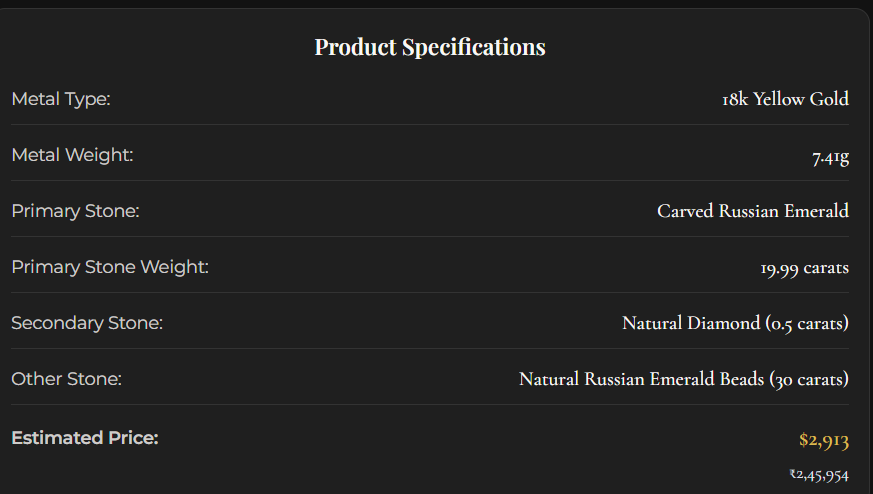 Product Specifications
Metal Type: 18k Yellow Gold
Metal Weight: 7.41g
Primary Stone: Carved Russian Emerald
Primary Stone Weight: 19.99 carats
Secondary Stone: Natural Diamond (0.5 carats)
Other Stone: Natural Russian Emerald Beads (30 carats)
Estimated Price: $2,913
₹2,45,954